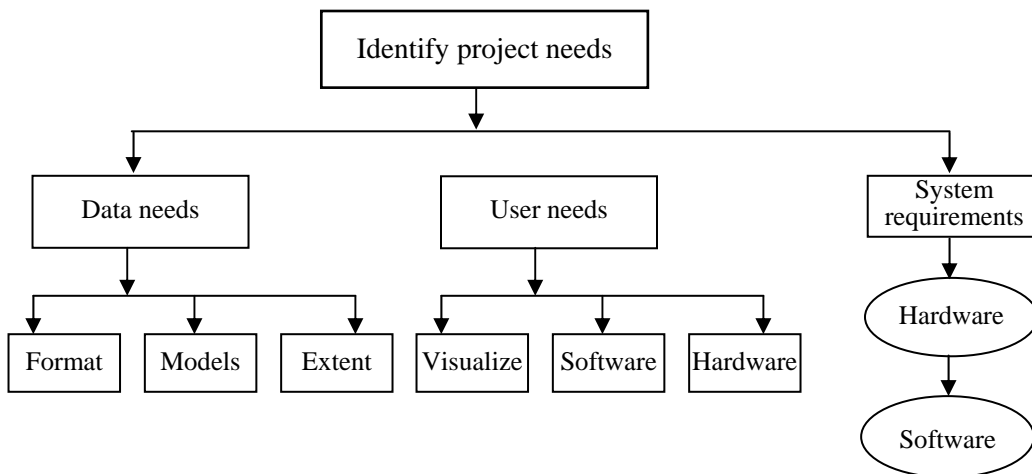 Identify project needs
Data needs
User needs
System
requirements
Format
Models
Extent
Visualize
Software
Hardware
Hardware
Software